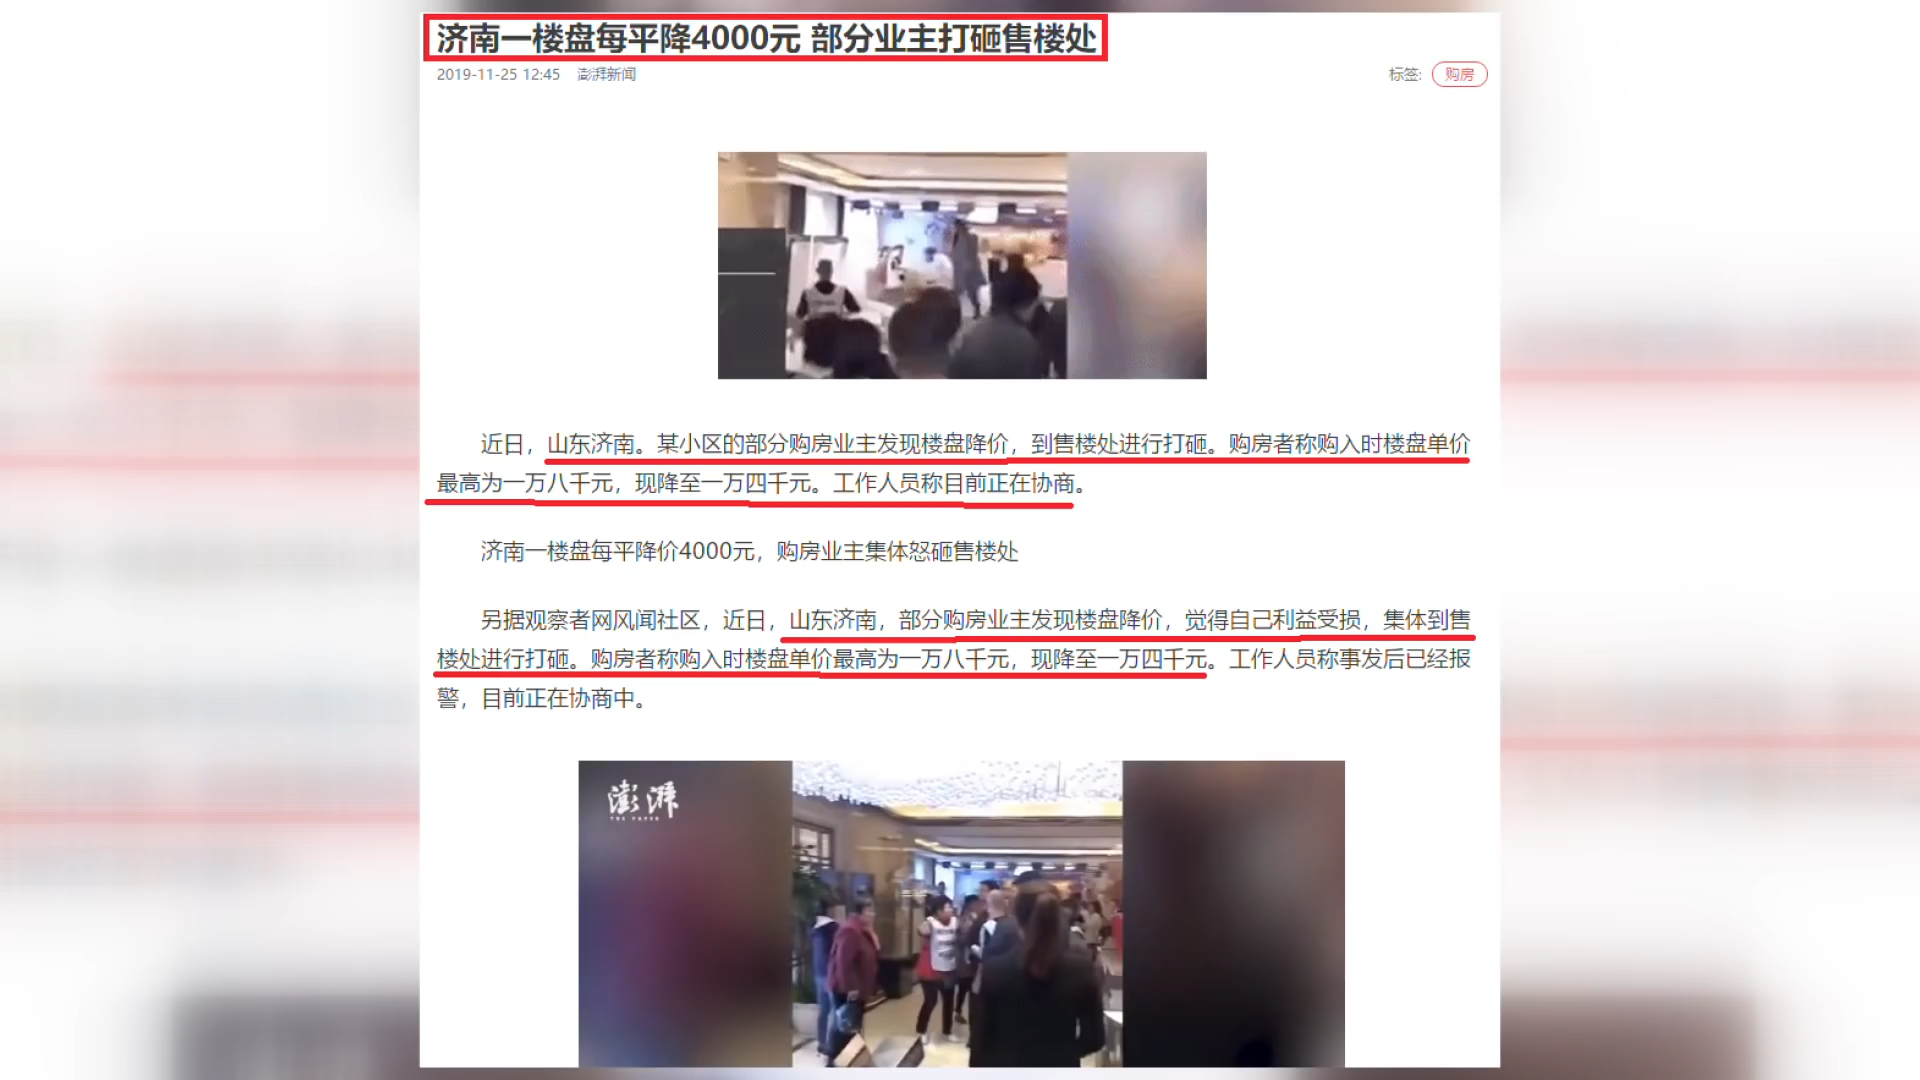 济南一楼盘每平降4000元 部分业主打砸售楼处
2019-11-25 12:45 澎湃新闻
标签: 购房
近日，山东济南。某小区的部分购房业主发现楼盘降价，到售楼处进行打砸。购房者称购入时楼盘单价
最高为一万八千元，现降至一万四千元。工作人员称目前正在协商。
济南一楼盘每平降价4000元，购房业主集体怒砸售楼处
另据观察者网风闻社区，近日，山东济南，部分购房业主发现楼盘降价，觉得自己利益受损，集体到售
楼处进行打砸。购房者称购入时楼盘单价最高为一万八千元，现降至一万四千元。工作人员称事发后已经报
警，目前正在协商中。
澎湃
THE PAPER